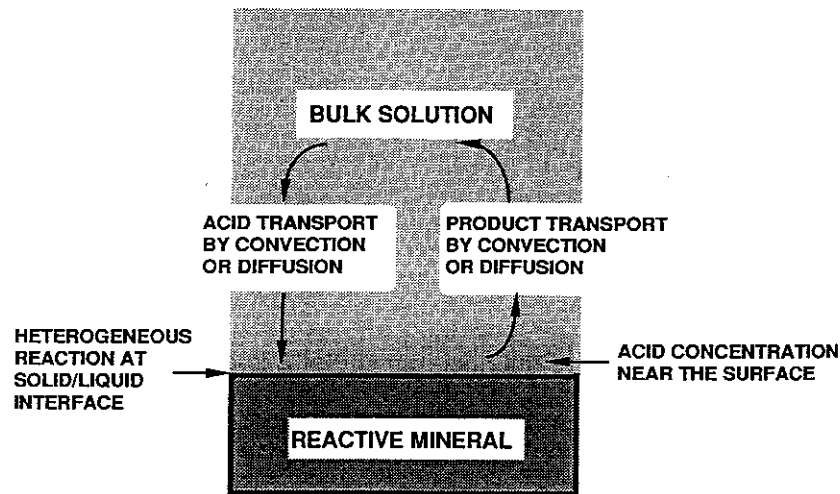 BULK SOLUTION
ACID TRANSPORT
BY CONVECTION
OR DIFFUSION
PRODUCT TRANSPORT
BY CONVECTION
OR DIFFUSION
HETEROGENEOUS
REACTION AT
SOLID/LIQUID
INTERFACE
ACID CONCENTRATION
NEAR THE SURFACE
REACTIVE MINERAL